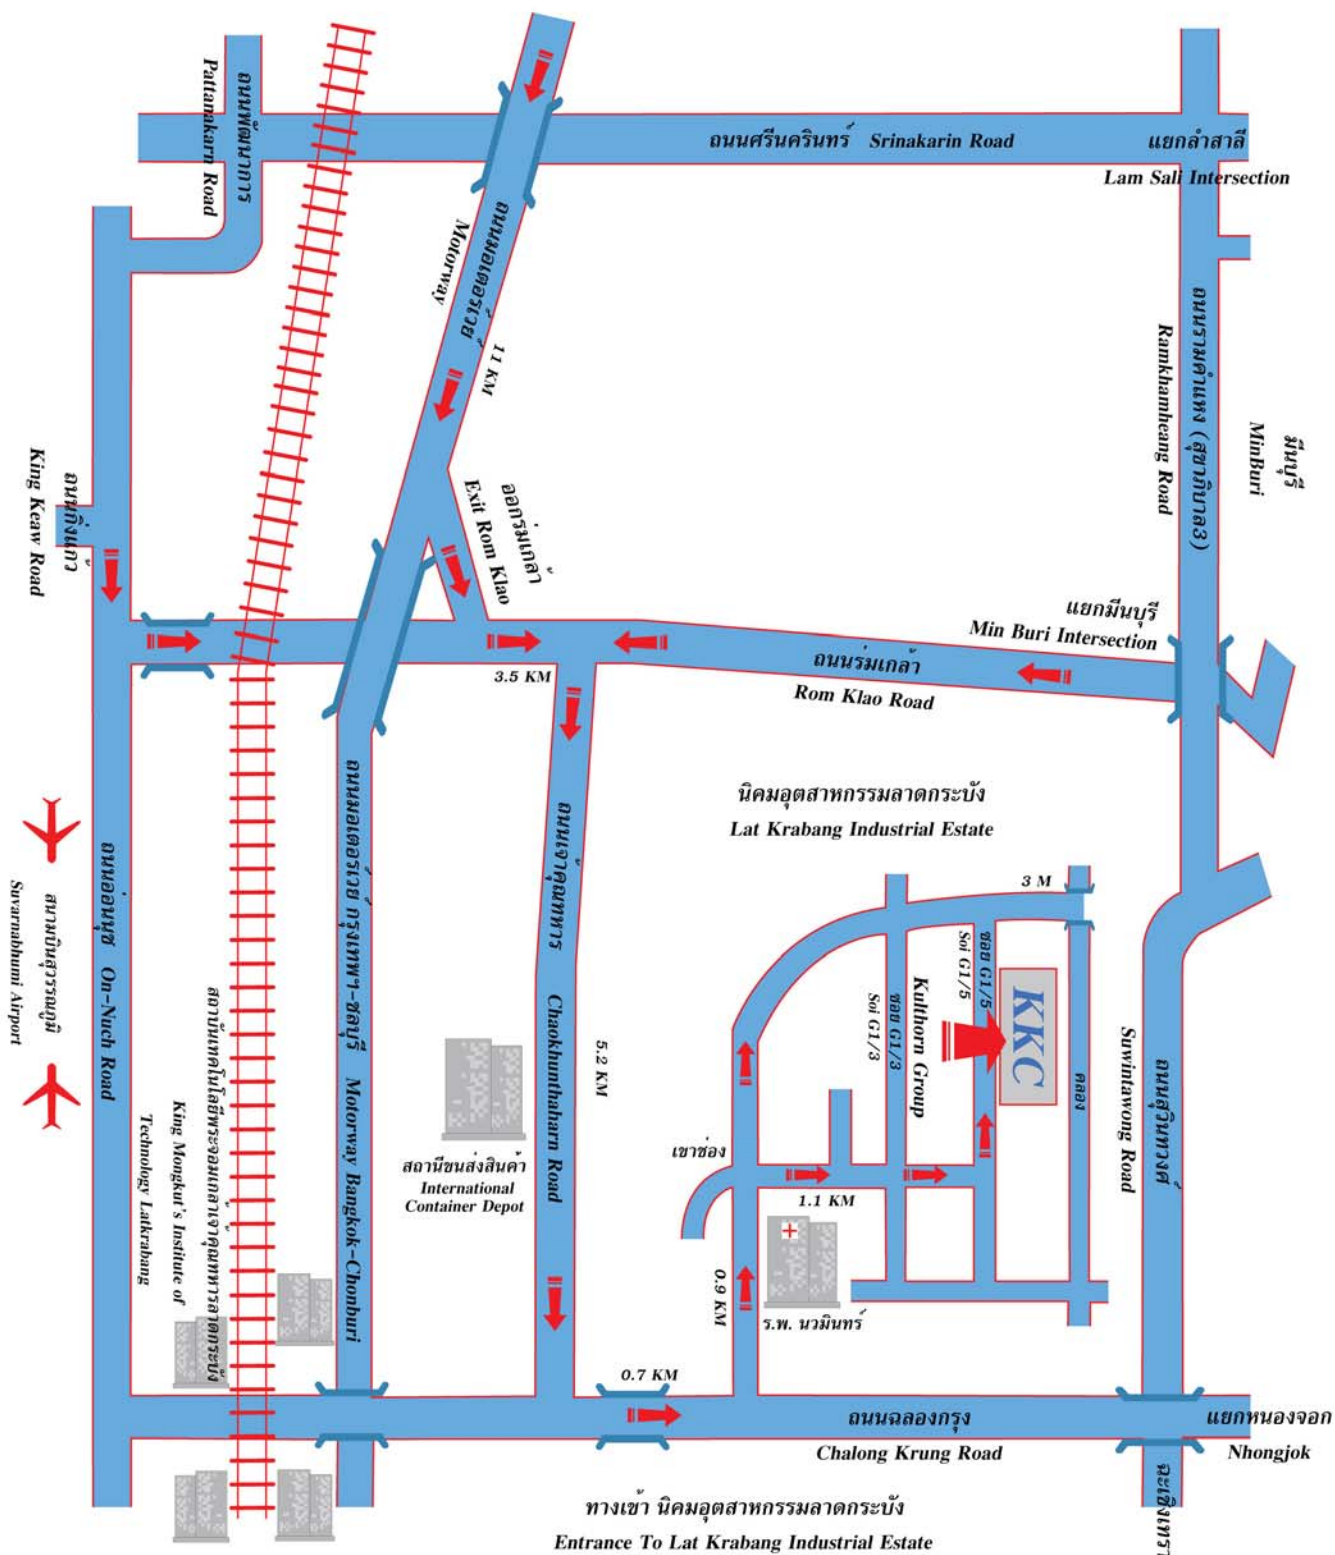 ถนนพัฒนาการ
Pattanakarn Road
ถนนศรีนครินทร์ Srinakarin Road
แยกลำสาลี
Lam Sali Intersection
ถนนมอเตอร์เวย์
Motorway
11 KM
ถนนรามคำแหง (สุขาภิบาล3)
Ramkhamheang Road
มีนบุรี
MinBuri
ถนนกิ่งแก้ว
King Keaw Road
ออกร่มเกล้า
Exit Rom Klao
แยกมีนบุรี
Min Buri Intersection
3.5 KM
ถนนร่มเกล้า
Rom Klao Road
นิคมอุตสาหกรรมลาดกระบัง
Lat Krabang Industrial Estate
สนามบินสุวรรณภูมิ
Suvarnabhumi Airport
ถนนอ่อนนุช On-Nuch Road
ถนนมอเตอร์เวย์ กรุงเทพฯ-ชลบุรี Motorway Bangkok-Chonburi
ถนนเจ้าคุณทหาร Chaokhunthaharn Road
5.2 KM
3 M
ซอย G1/5
Soi G1/5
ซอย G1/3
Soi G1/3
Kulthorn Group
KKC
คลอง
ถนนสุวินทวงศ์
Suwintawong Road
สถาบันเทคโนโลยีพระจอมเกล้าเจ้าคุณทหารลาดกระบัง
King Mongkut's Institute of
Technology Latkrabang
สถานีขนส่งสินค้า
International
Container Depot
เขาช่อง
1.1 KM
0.9 KM
ร.พ. นวมินทร์
0.7 KM
ถนนฉลองกรุง
Chalong Krung Road
แยกหนองจอก
Nhongjok
ฉะเชิงเทรา
ทางเข้า นิคมอุตสาหกรรมลาดกระบัง
Entrance To Lat Krabang Industrial Estate